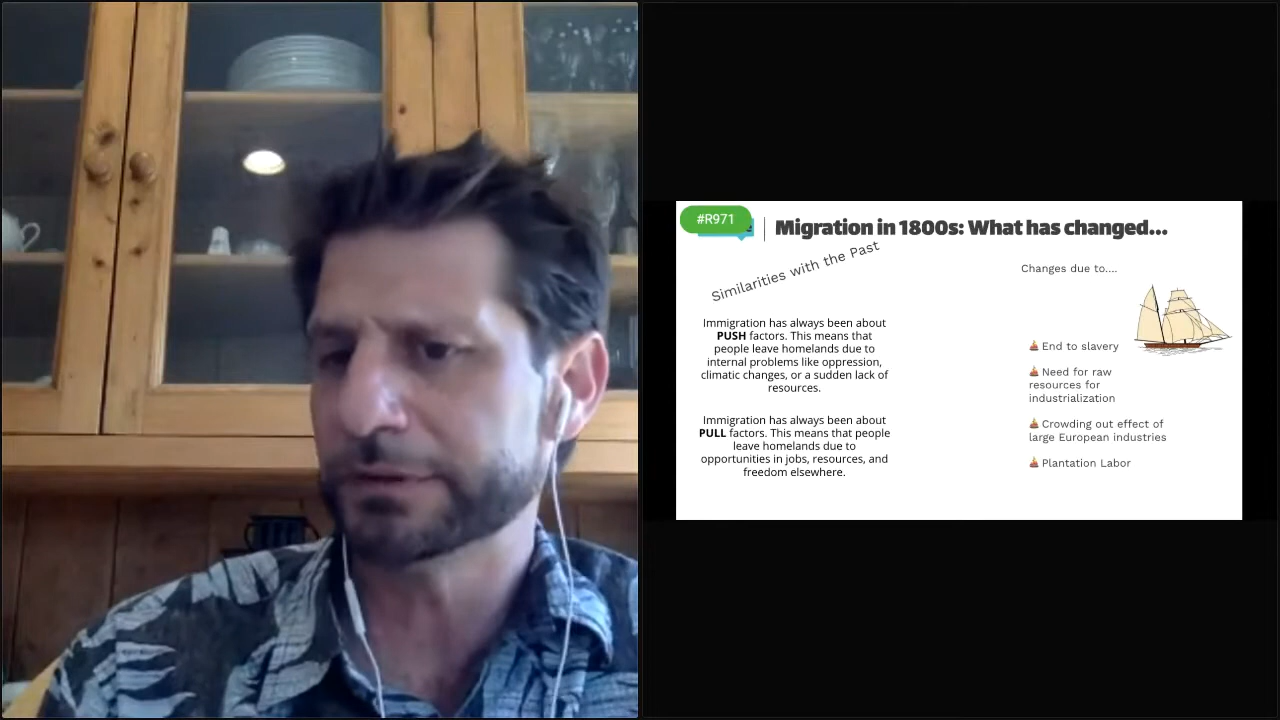 #R971
Migration in 1800s: What has changed...
Similarities with the Past
Immigration has always been about
PUSH factors. This means that
people leave homelands due to
internal problems like oppression,
climatic changes, or a sudden lack of
resources.
Immigration has always been about
PULL factors. This means that people
leave homelands due to
opportunities in jobs, resources, and
freedom elsewhere.
Changes due to....
End to slavery
Need for raw
resources for
industrialization
Crowding out effect of
large European industries
Plantation Labor